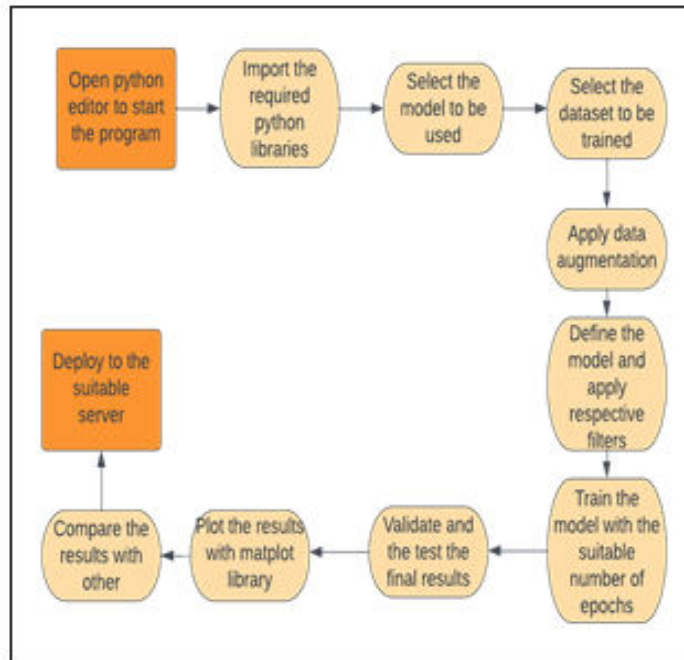 Open python
editor to start
the program
Import the
required
python
libraries
Select the
model to be
used
Select the
dataset to be
trained
Apply data
augmentation
Define the
model and
apply
respective
filters
Train the
model with the
suitable
number of
epochs
Validate and
the test the
final results
Plot the results
with matplot
library
Compare the
results with
other
Deploy to the
suitable
server